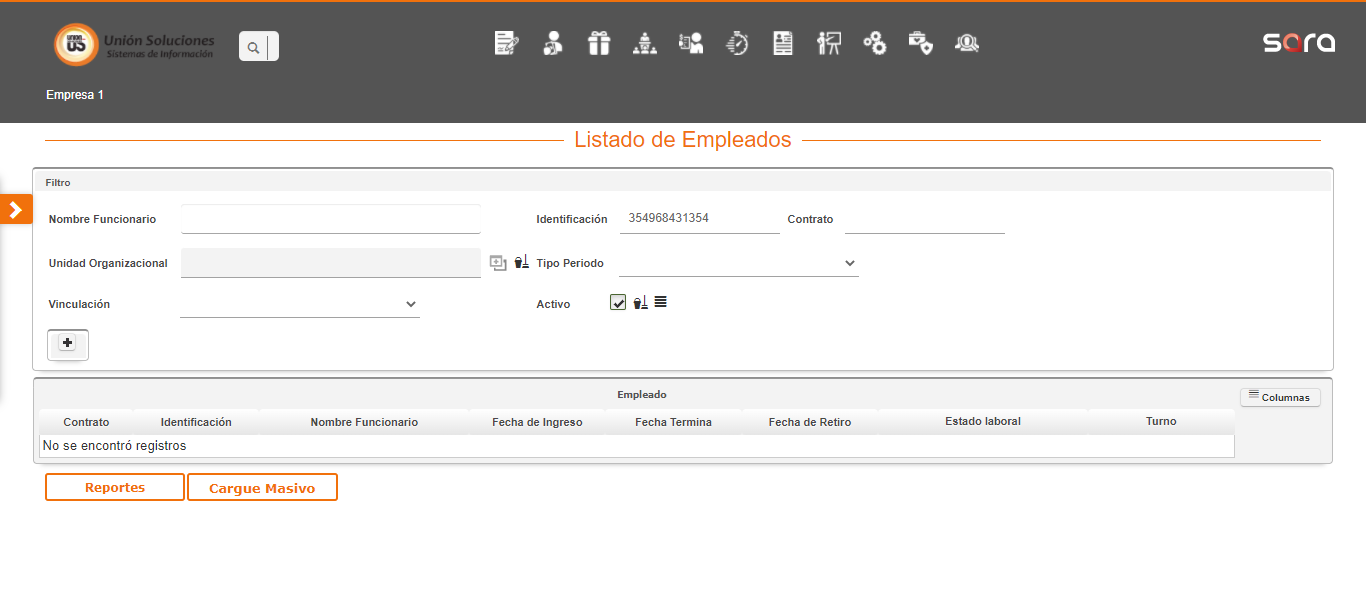 UNION
US
Unión Soluciones
Sistemas de Información
sara
Empresa 1
Listado de Empleados
Filtro
Nombre Funcionario
Identificación 354968431354 Contrato
Unidad Organizacional
Tipo Periodo
Vinculación
Activo
Empleado
Columnas
Contrato Identificación Nombre Funcionario Fecha de Ingreso Fecha Termina Fecha de Retiro Estado laboral Turno
No se encontró registros
Reportes Cargue Masivo